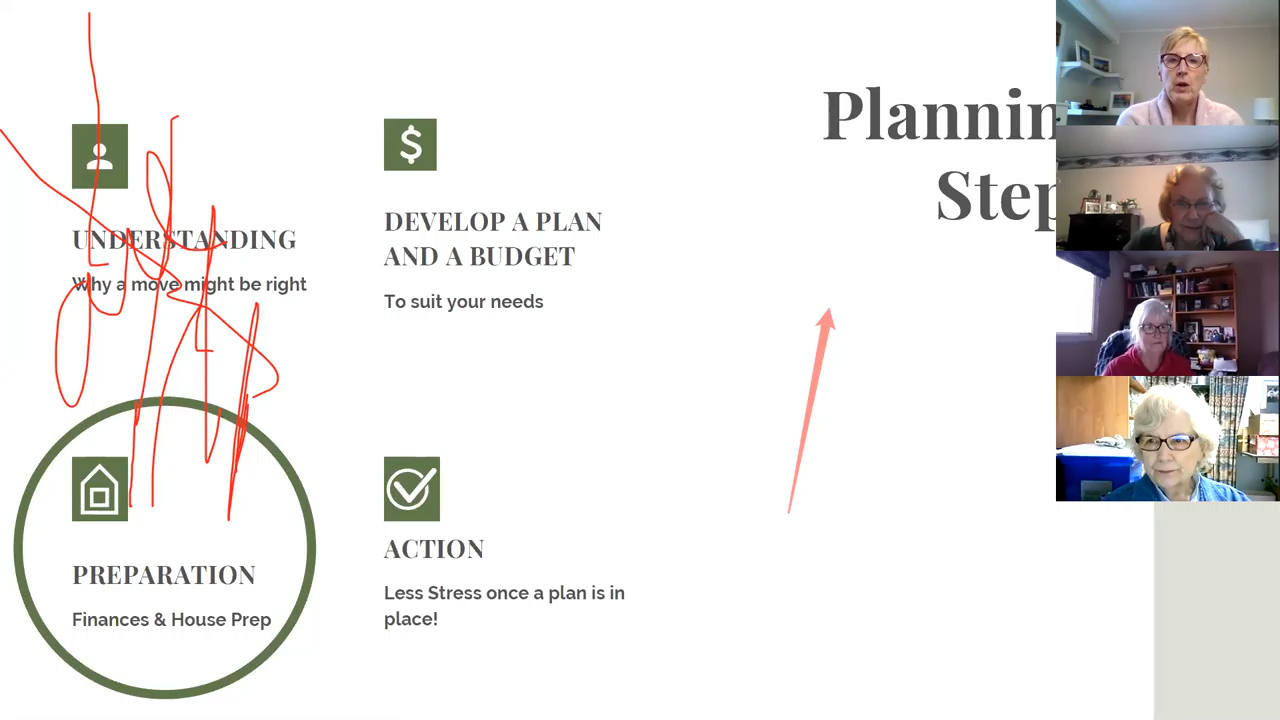 Plannin
Step
UNDERSTANDING
Why a move might be right
DEVELOP A PLAN
AND A BUDGET
To suit your needs
PREPARATION
Finances & House Prep
ACTION
Less Stress once a plan is in
place!